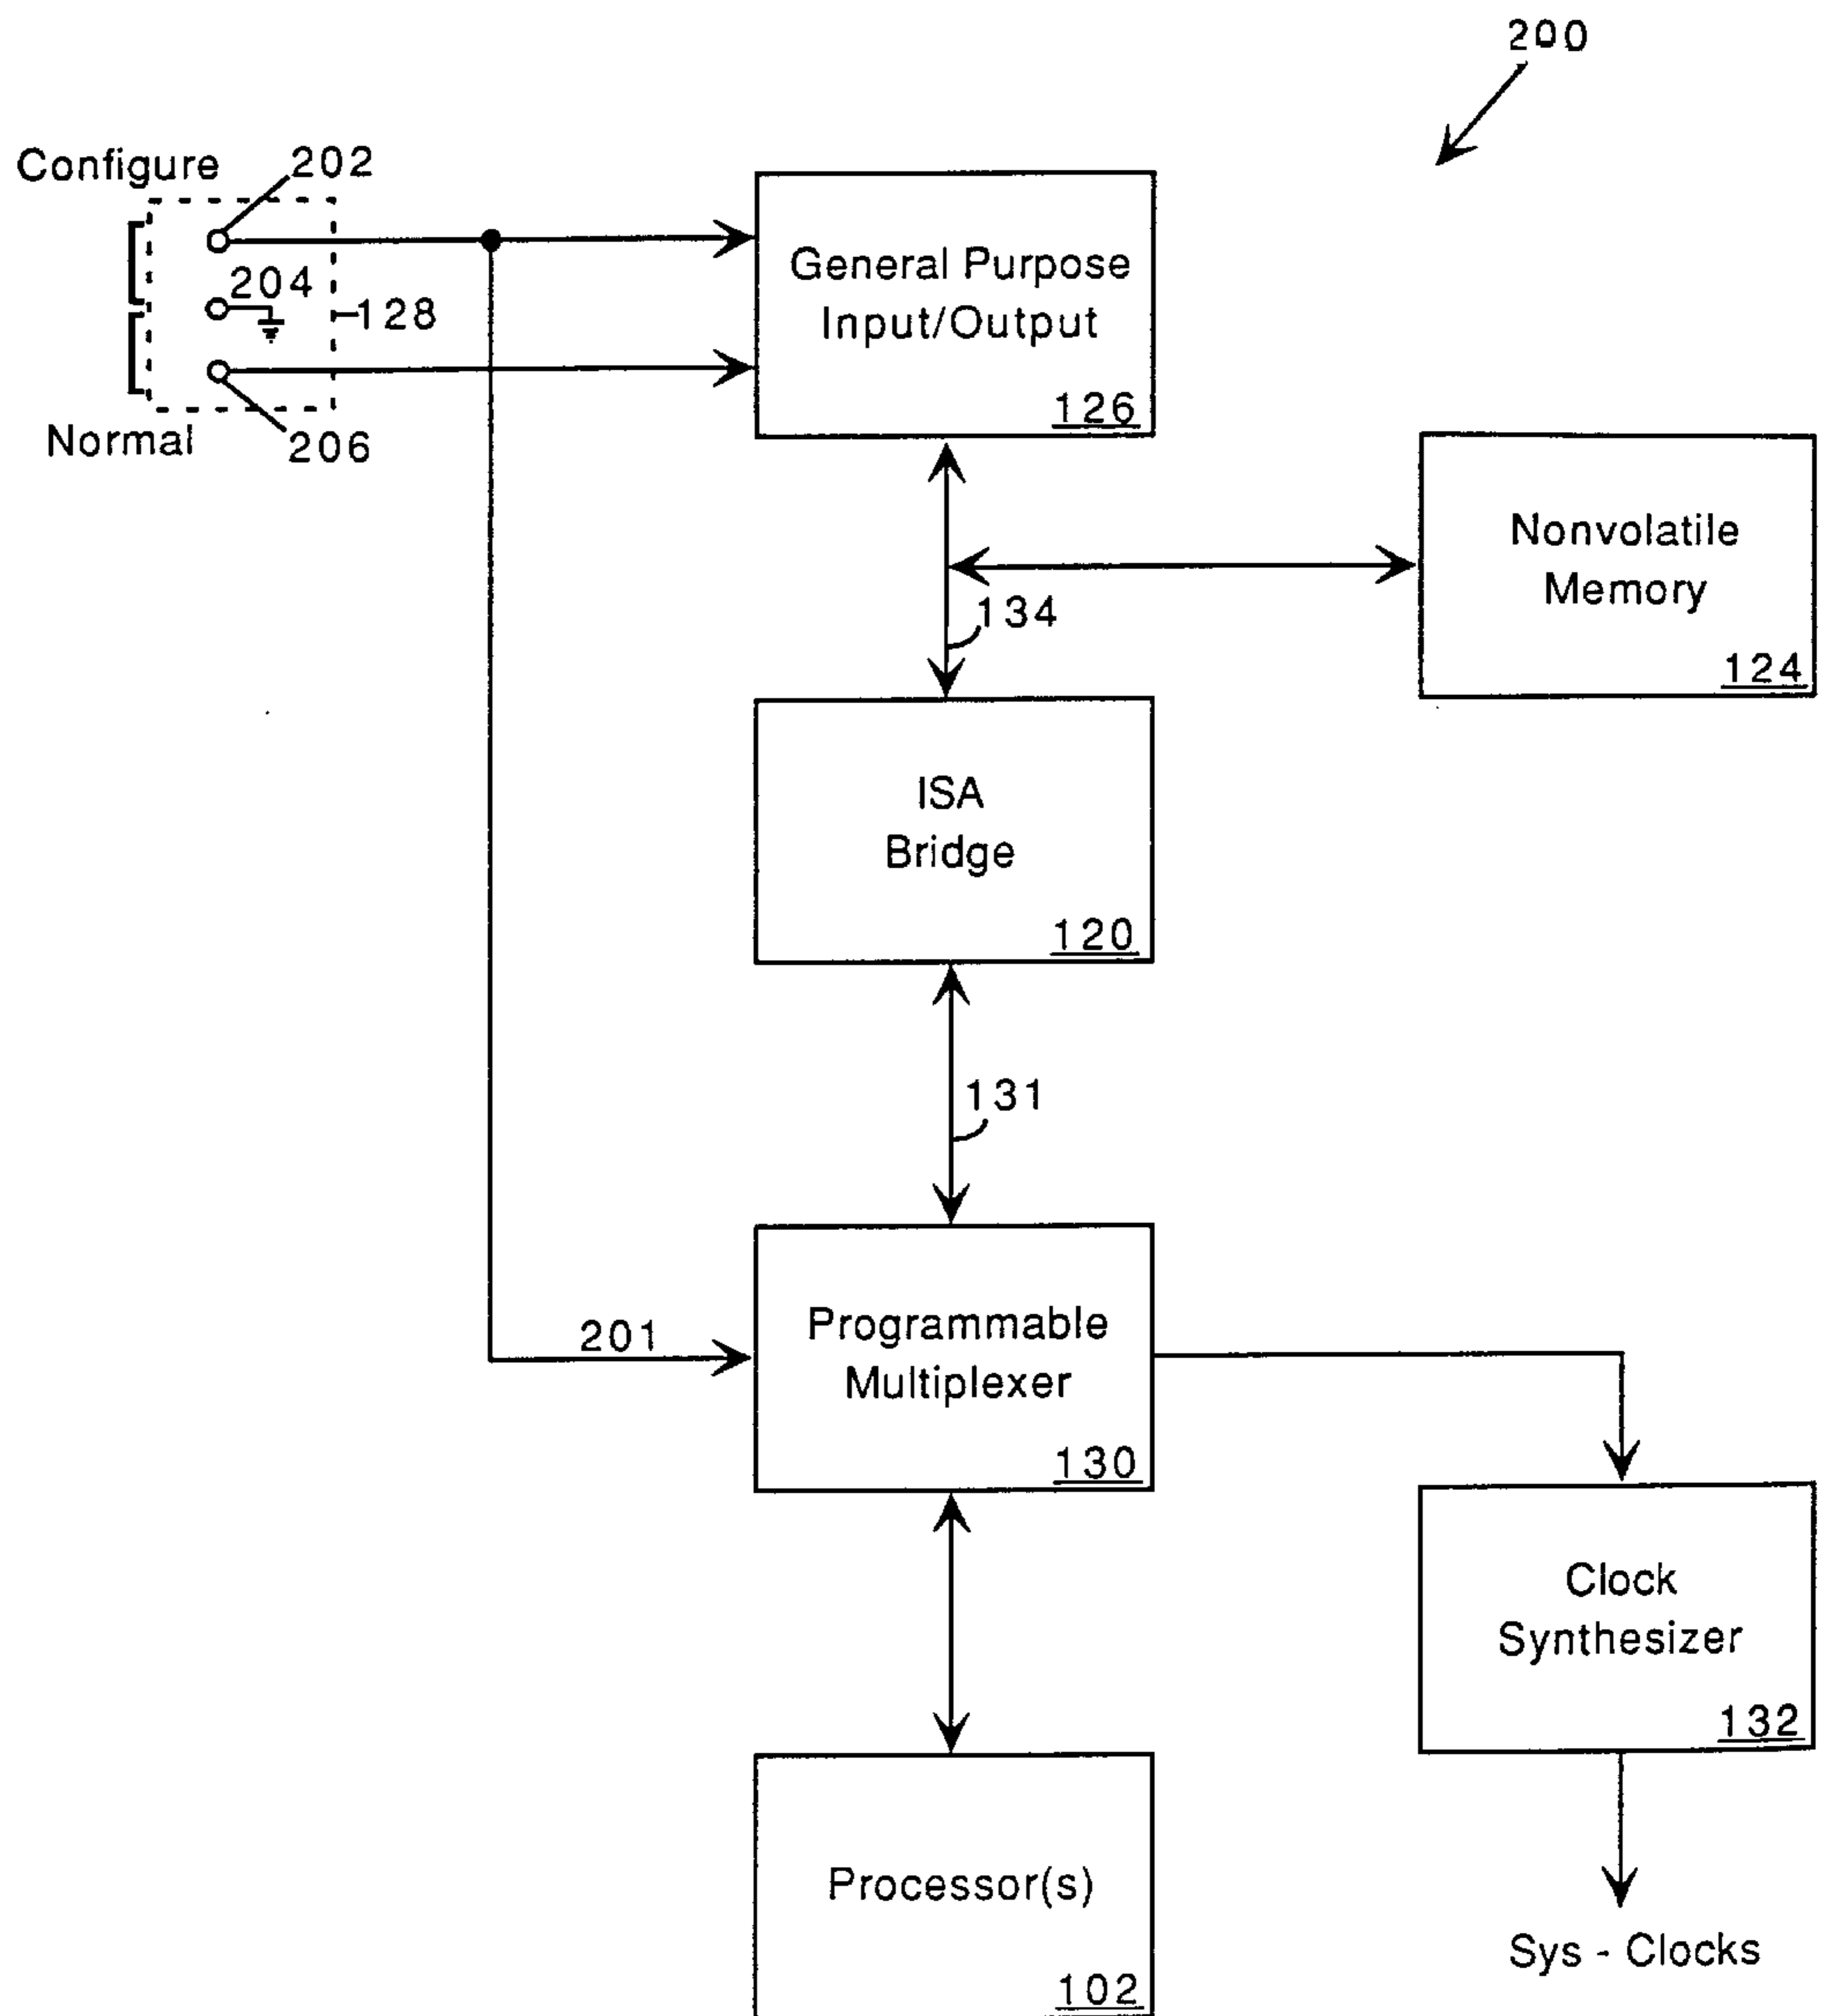 200
Configure
202
204
128
Normal
206
General Purpose
Input/Output
126
Nonvolatile
Memory
124
134
ISA
Bridge
120
131
201
Programmable
Multiplexer
130
Clock
Synthesizer
132
Processor(s)
102
Sys - Clocks